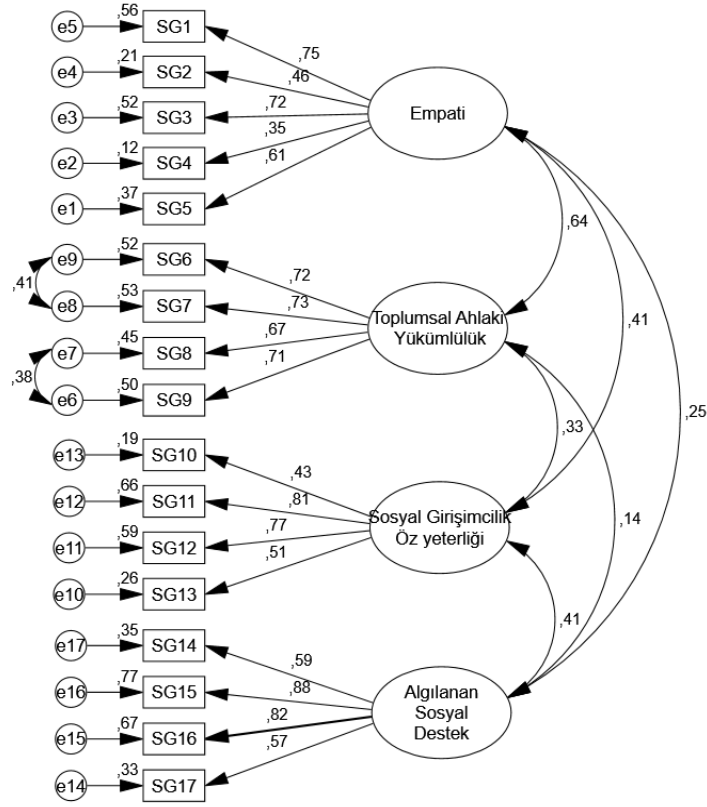 e5 ,56 SG1
,75
e4 ,21 SG2
,46
e3 ,52 SG3
,72
Empati
e2 ,12 SG4
,35
e1 ,37 SG5
,61
,64
,41
,25
e9 ,52 SG6
,72
,41
e8 ,53 SG7
,73
Toplumsal Ahlaki
Yükümlülük
e7 ,45 SG8
,67
,38
e6 ,50 SG9
,71
,33
,14
e13 ,19 SG10
,43
e12 ,66 SG11
,81
Sosyal Girişimcilik
Öz yeterliği
e11 ,59 SG12
,77
e10 ,26 SG13
,51
,41
e17 ,35 SG14
,59
e16 ,77 SG15
,88
Algılanan
Sosyal
Destek
e15 ,67 SG16
,82
e14 ,33 SG17
,57